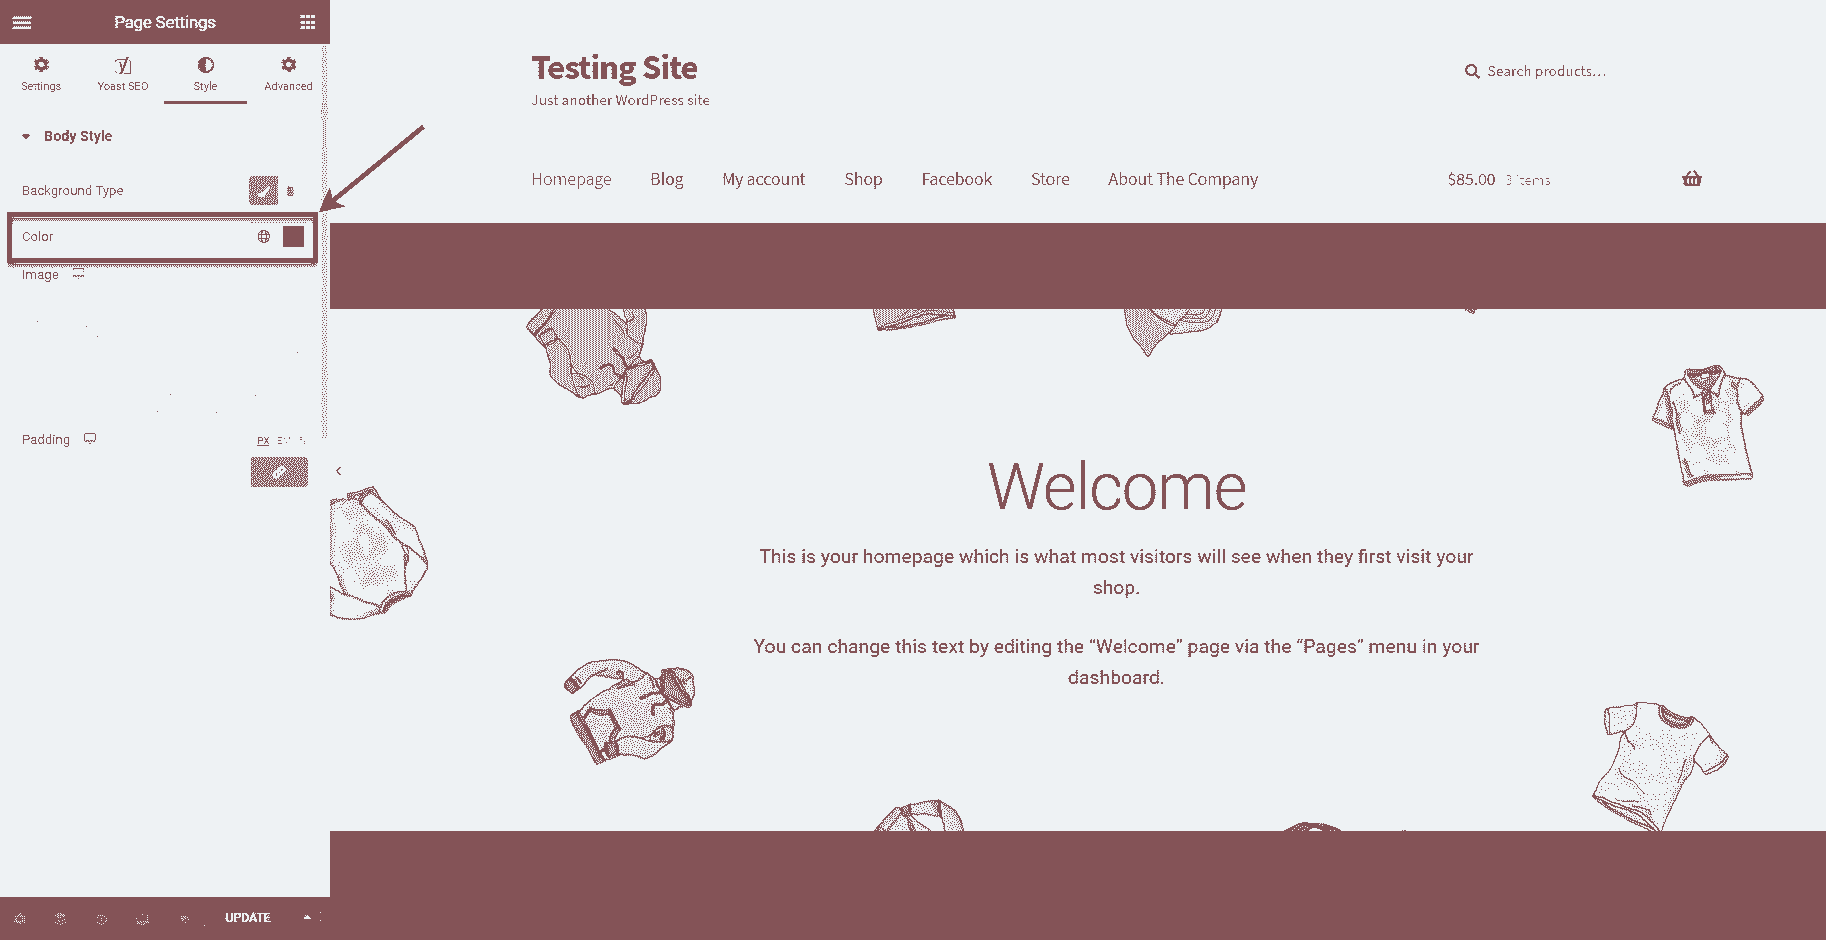 Page Settings
Settings
Yoast SEO
Style
Advanced
Body Style
Background Type
Color
Image
Padding
PX
UPDATE
Testing Site
Just another WordPress site
Search products…
Homepage
Blog
My account
Shop
Facebook
Store
About The Company
$85.00
items
Welcome
This is your homepage which is what most visitors will see when they first visit your
shop.
You can change this text by editing the “Welcome” page via the “Pages” menu in your
dashboard.